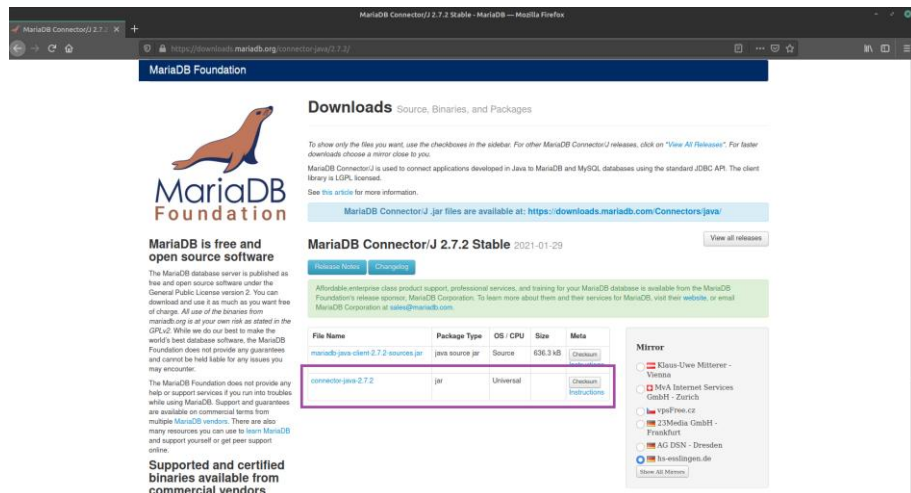 MariaDB Connector/J 2.7.2 Stable - MariaDB — Mozilla Firefox
MariaDB Connector/J 2.7.2
https://downloads.mariadb.org/connector-java/2.7.2/
MariaDB Foundation
MariaDB
Foundation
MariaDB is free and
open source software
The MariaDB database server is published as
free and open source software under the
General Public License version 2. You can
download and use it as much as you want free
of charge. All use of the binaries from
mariadb.org is at your own risk as stated in the
GPLv2. While we do our best to make the
world's best database software, the MariaDB
Foundation does not provide any guarantees
and cannot be held liable for any issues you
may encounter.
The MariaDB Foundation does not provide any
help or support services if you run into troubles
while using MariaDB. Support and guarantees
are available on commercial terms from
multiple MariaDB vendors. There are also
many resources you can use to learn MariaDB
and support yourself or get peer support
online.
Supported and certified
binaries available from
commercial vendors
Downloads Source, Binaries, and Packages
To show only the files you want, use the checkboxes in the sidebar. For other MariaDB Connector/J releases, click on "View All Releases". For faster
downloads choose a mirror close to you.
MariaDB Connector/J is used to connect applications developed in Java to MariaDB and MySQL databases using the standard JDBC API. The client
library is LGPL licensed.
See this article for more information.
MariaDB Connector/J .jar files are available at: https://downloads.mariadb.com/Connectors/java/
View all releases
MariaDB Connector/J 2.7.2 Stable 2021-01-29
Release Notes Changelog
Affordable, enterprise class product support, professional services, and training for your MariaDB database is available from the MariaDB
Foundation's release sponsor, MariaDB Corporation. To learn more about them and their services for MariaDB, visit their website, or email
MariaDB Corporation at sales@mariadb.com.
File Name Package Type OS / CPU Size Meta
mariadb-java-client-2.7.2-sources.jar java source jar Source 636.3 kB Checksum
Instructions
connector-java-2.7.2 jar Universal Checksum
Instructions
Mirror
Klaus-Uwe Mitterer -
Vienna
MvA Internet Services
GmbH - Zurich
vpsFree.cz
23Media GmbH -
Frankfurt
AG DSN - Dresden
hs-esslingen.de
Show All Mirrors